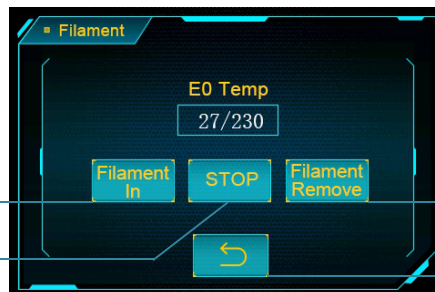 Filament
E0 Temp
27/230
Filament
In
STOP
Filament
Remove